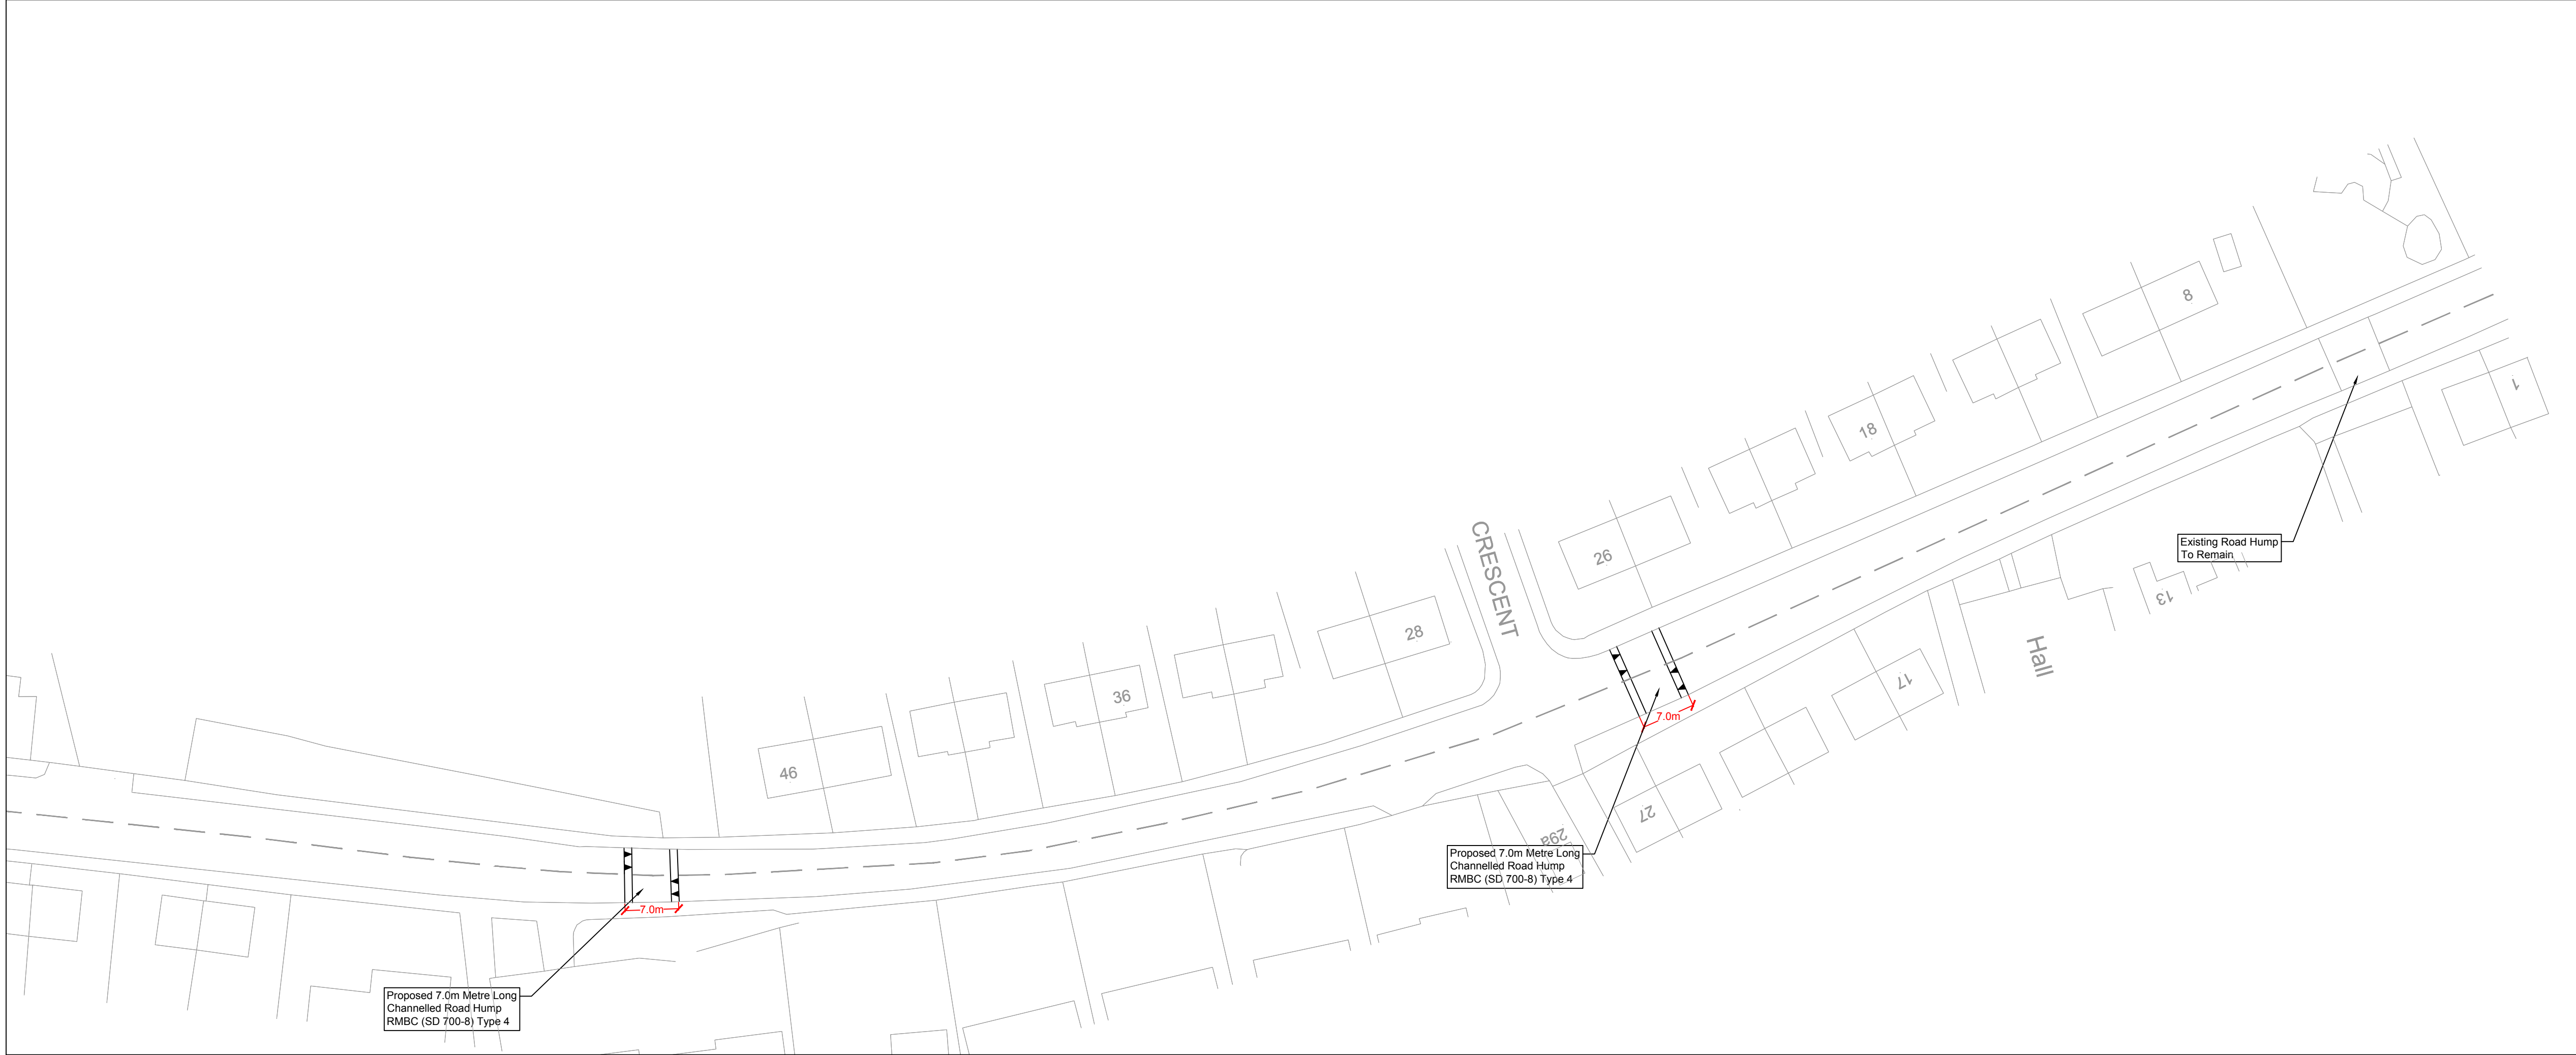 8
1
18
Existing Road Hump
To Remain
CRESCENT
26
13
28
Hall
17
36
7.0m
46
27
29a
Proposed 7.0m Metre Long
Channelled Road Hump
RMBC (SD 700-8) Type 4
7.0m
Proposed 7.0m Metre Long
Channelled Road Hump
RMBC (SD 700-8) Type 4